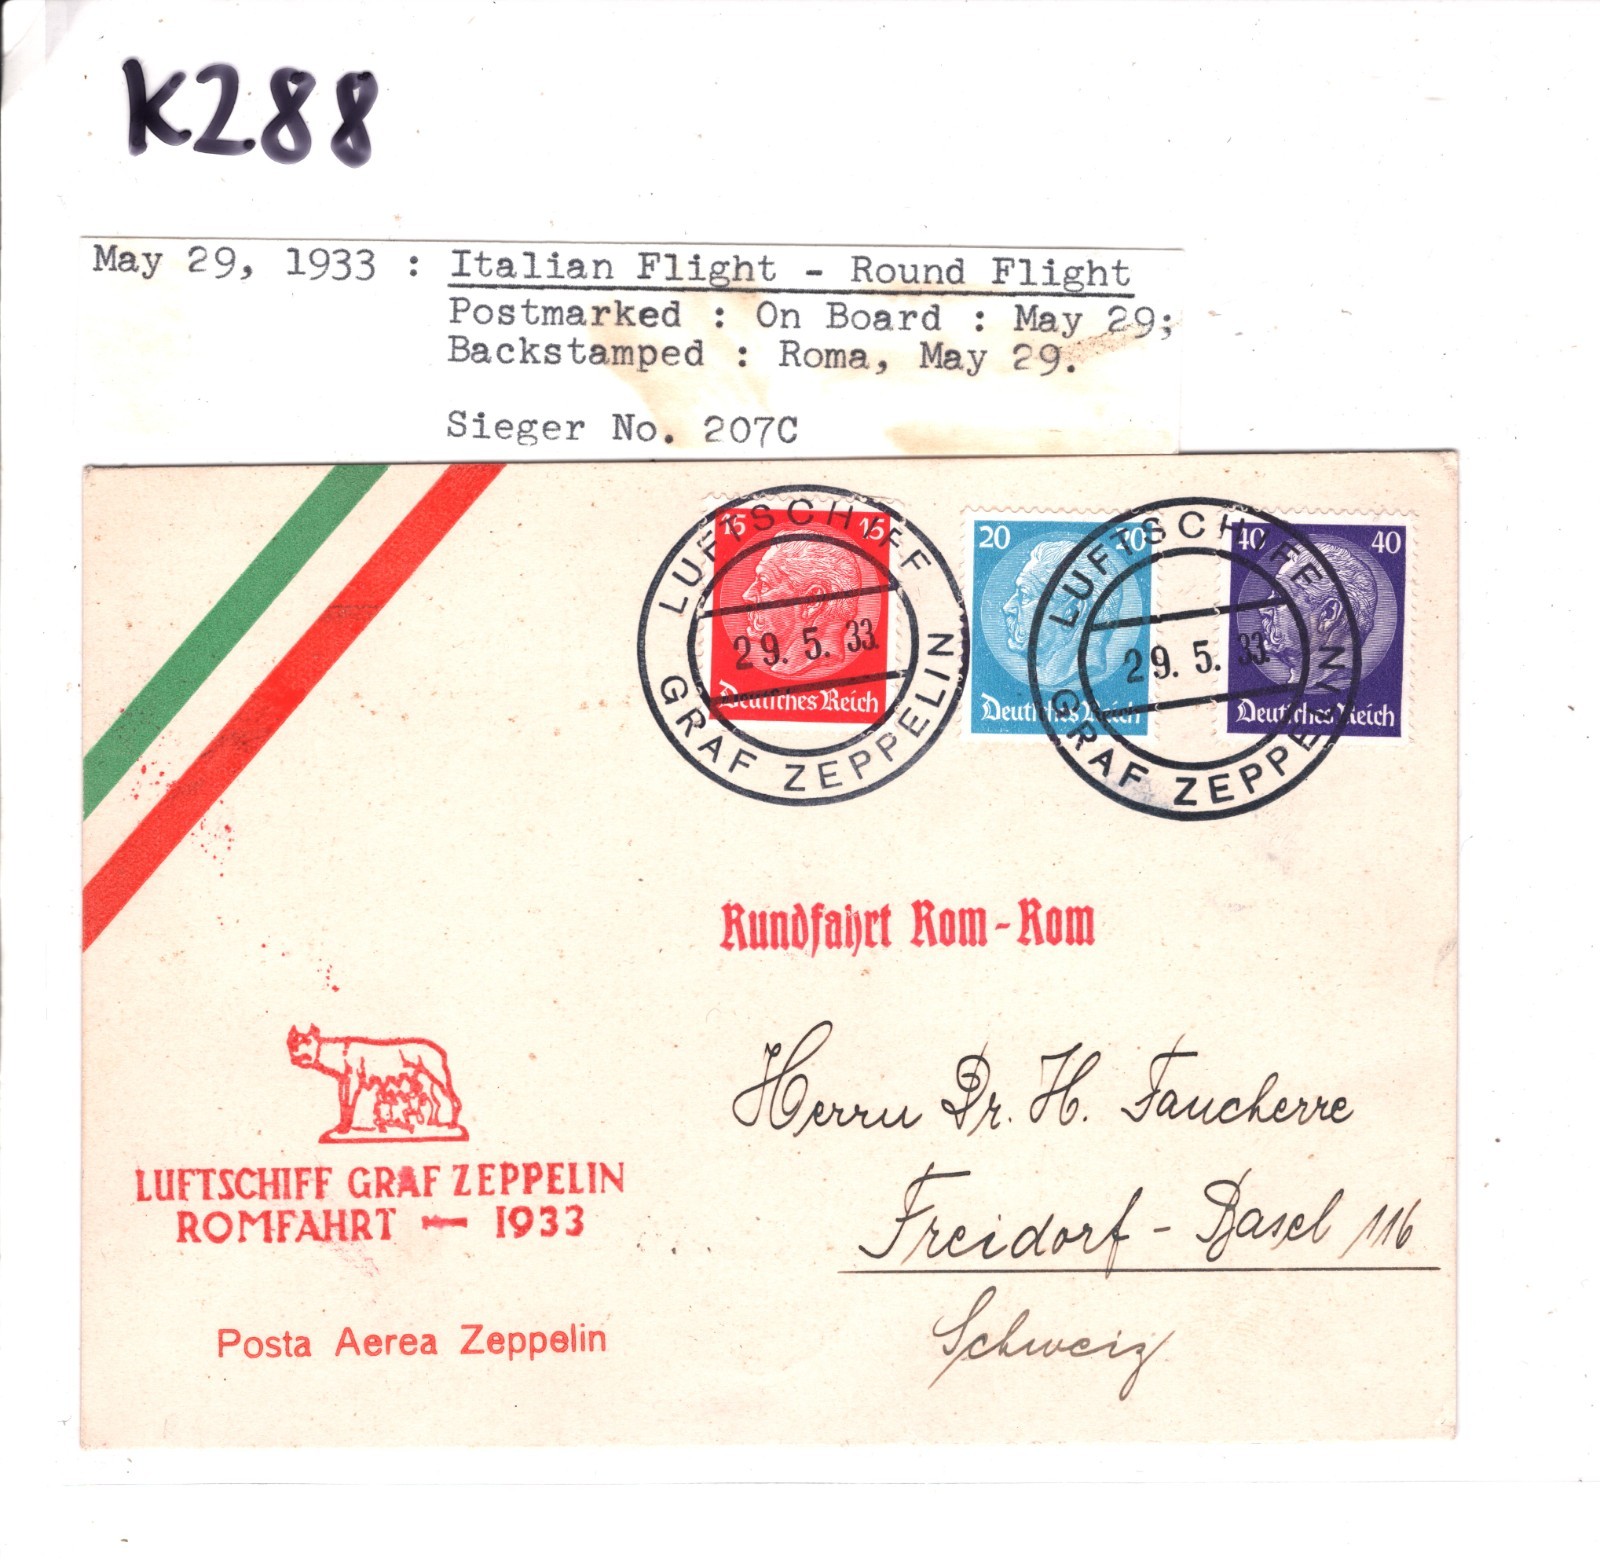 K288
May 29, 1933 : Italian Flight - Round Flight
Postmarked : On Board : May 29;
Backstamped : Roma, May 29.
Sieger No. 207C
15 15
Deutsches Reich
20 20
Deutsches Reich
40 40
Deutsches Reich
LUFTSCHIFF
29.5.33.
GRAF ZEPPELIN
LUFTSCHIFF
29.5.33.
GRAF ZEPPELIN
Rundfahrt Rom-Rom
LUFTSCHIFF GRAF ZEPPELIN
ROMFAHRT — 1933
Posta Aerea Zeppelin
Herrn Dr. H. Faucherre
Freidorf - Basel 116
Schweiz